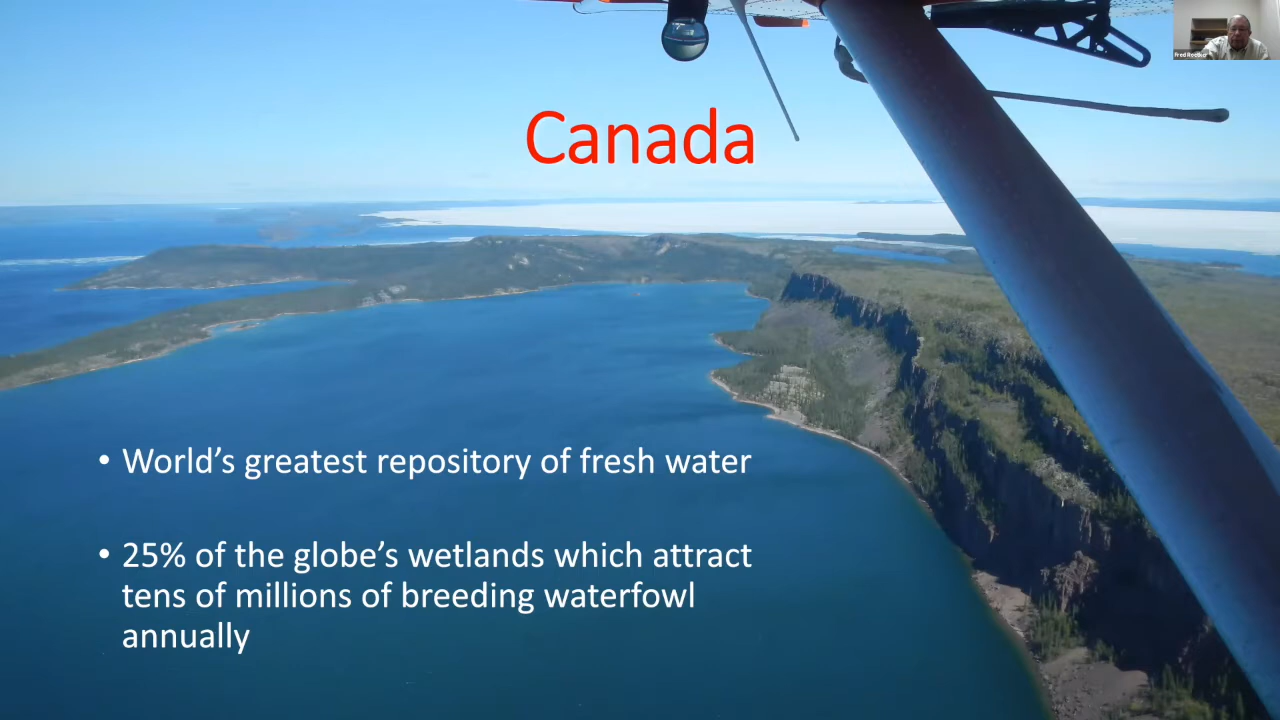 Canada
• World’s greatest repository of fresh water
• 25% of the globe’s wetlands which attract
tens of millions of breeding waterfowl
annually
Fred